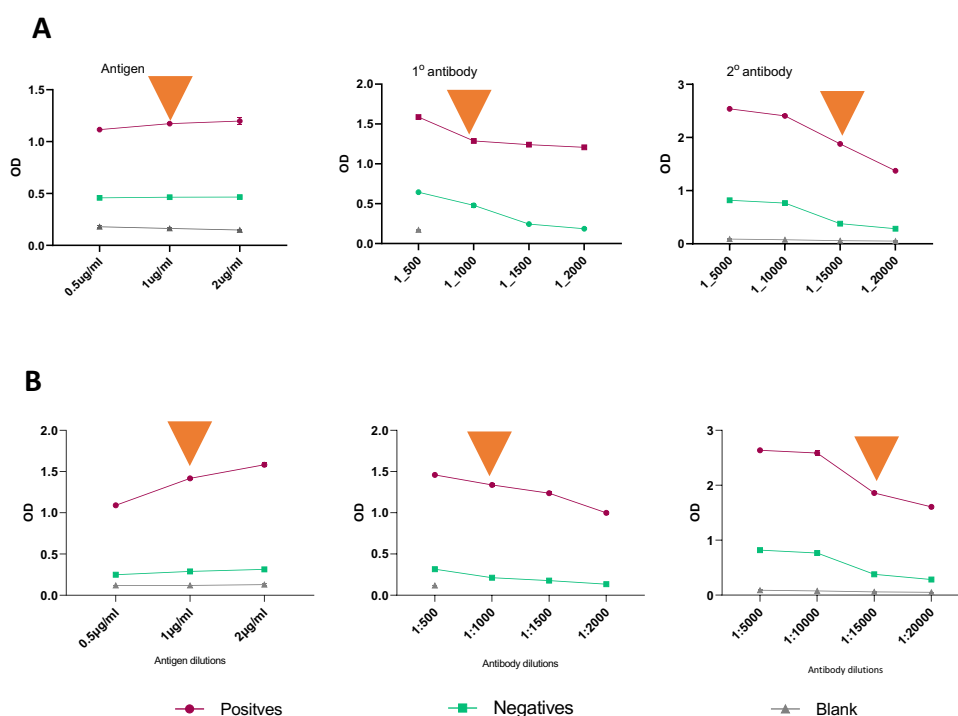 A
Antigen
1.5
1.0
0.5
0.0
OD
0.5ug/ml
1ug/ml
2ug/ml
1° antibody
2.0
1.5
1.0
0.5
0.0
OD
1_500
1_1000
1_1500
1_2000
2° antibody
3
2
1
0
OD
1_5000
1_10000
1_15000
1_20000
B
2.0
1.5
1.0
0.5
0.0
OD
0.5µg/ml
1µg/ml
2µg/ml
Antigen dilutions
2.0
1.5
1.0
0.5
0.0
OD
1:500
1:1000
1:1500
1:2000
Antibody dilutions
3
2
1
0
OD
1:5000
1:10000
1:15000
1:20000
Antibody dilutions
Positves
Negatives
Blank